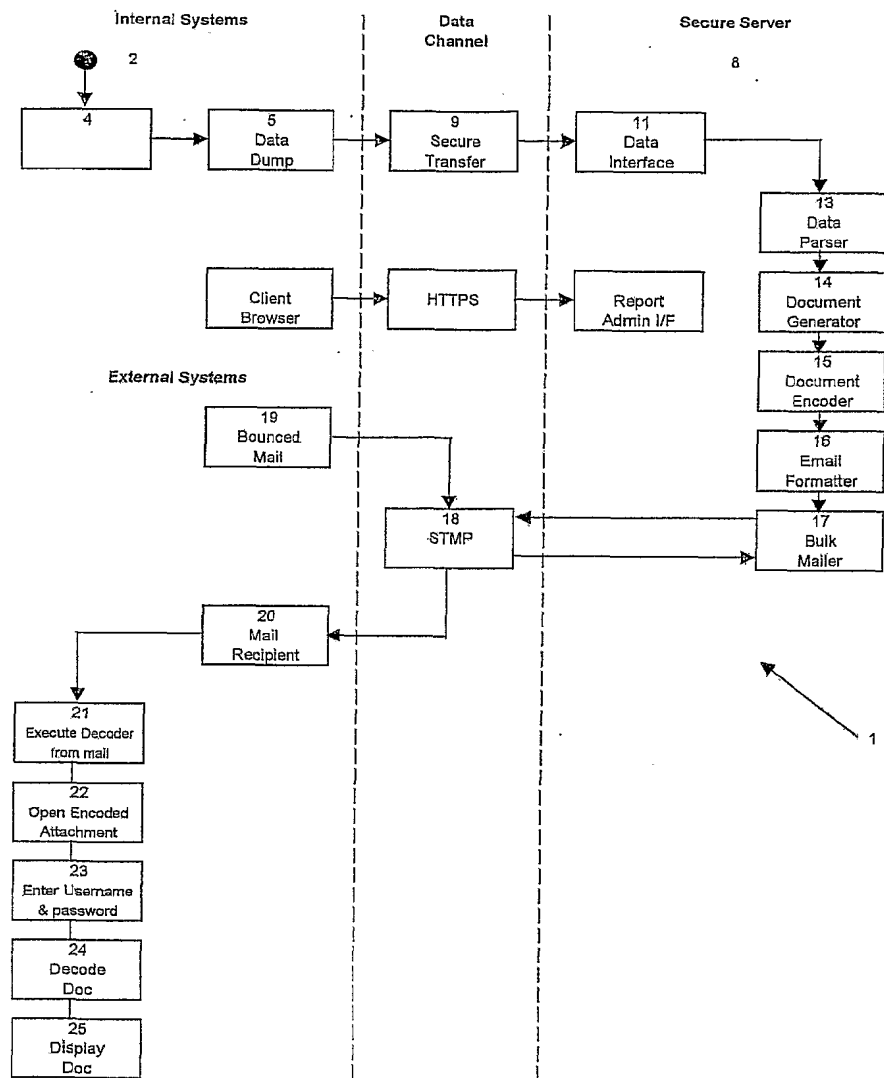 Internal Systems
Data
Channel
Secure Server
2
8
4
5
Data
Dump
9
Secure
Transfer
11
Data
Interface
13
Data
Parser
Client
Browser
HTTPS
Report
Admin I/F
14
Document
Generator
External Systems
15
Document
Encoder
19
Bounced
Mail
16
Email
Formatter
18
STMP
17
Bulk
Mailer
20
Mail
Recipient
21
Execute Decoder
from mail
1
22
Open Encoded
Attachment
23
Enter Username
& password
24
Decode
Doc
25
Display
Doc